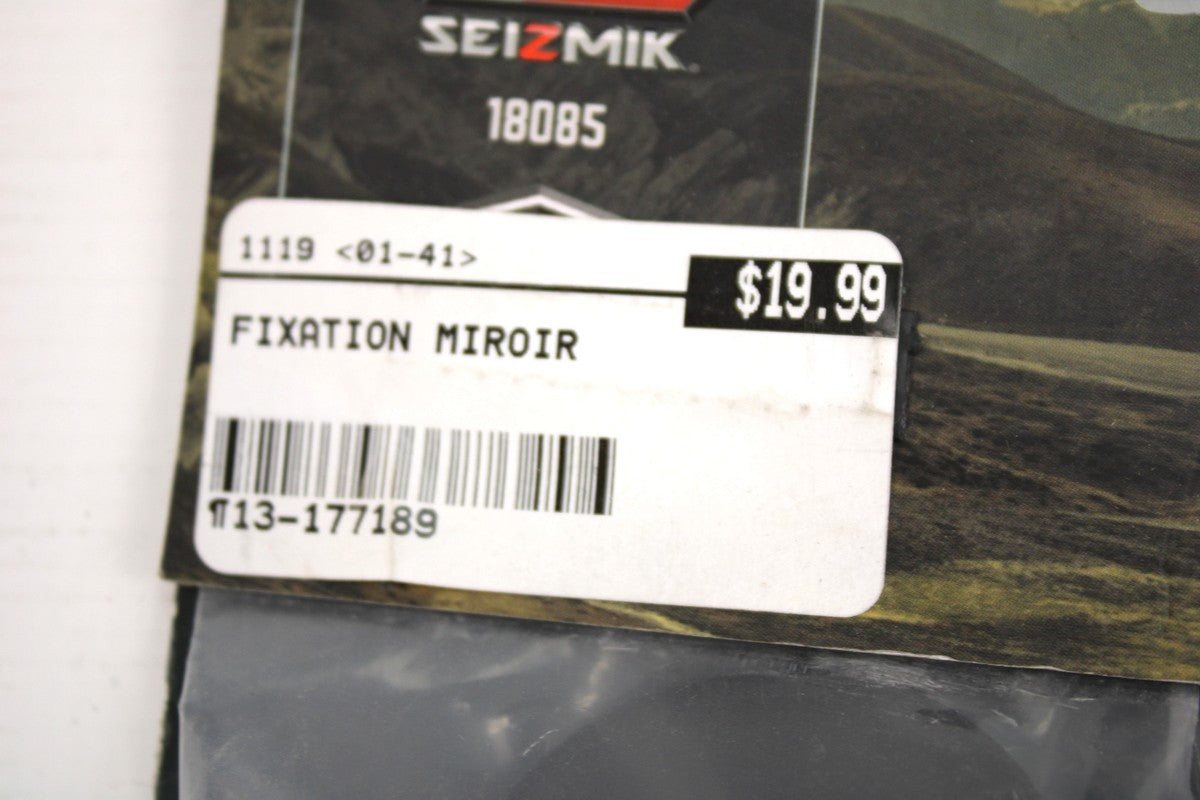 SEIZMIK
18085
1119 <01-41>
$19.99
FIXATION MIROIR
¶13-177189